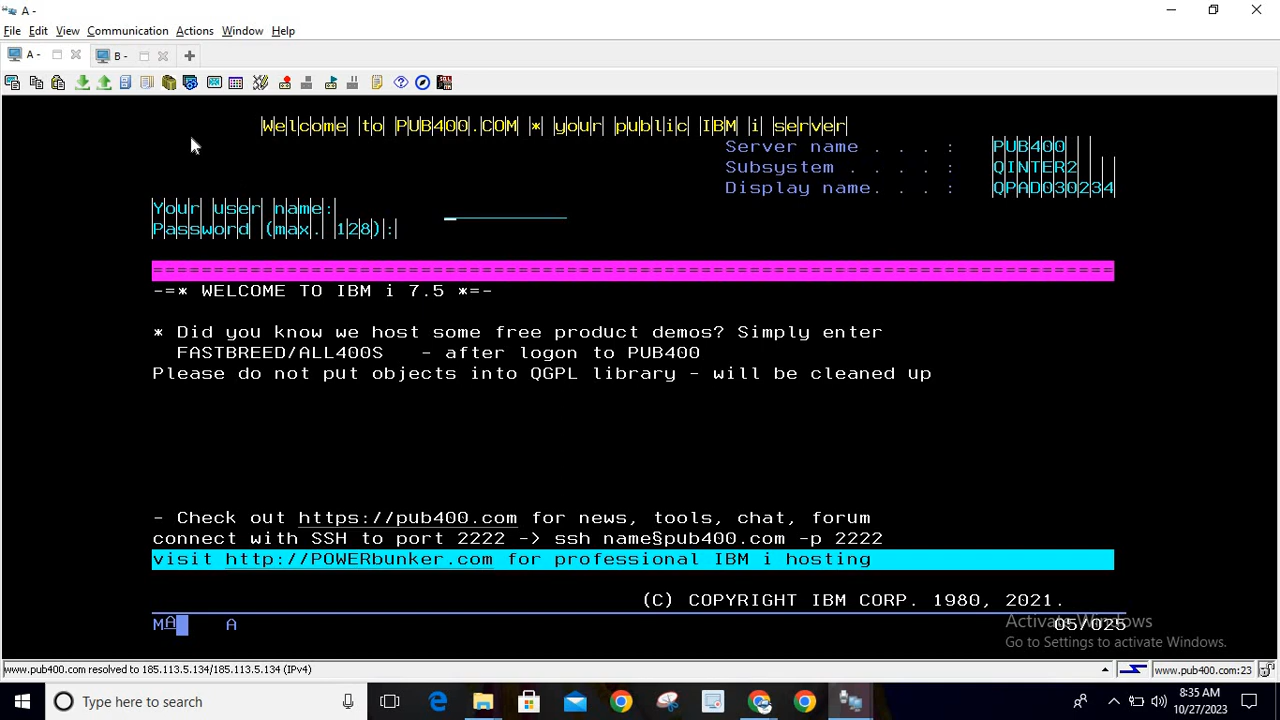 A -
File Edit View Communication Actions Window Help
A - B -
Welcome to PUB400.COM * your public IBM i server
Server name . . . : PUB400
Subsystem . . . . : QINTER2
Display name. . . : QPAD030234
Your user name:
Password (max. 128):
===============================================================================
-=* WELCOME TO IBM i 7.5 *=-
* Did you know we host some free product demos? Simply enter
FASTBREED/ALL400S - after logon to PUB400
Please do not put objects into QGPL library - will be cleaned up
- Check out https://pub400.com for news, tools, chat, forum
connect with SSH to port 2222 -> ssh name§pub400.com -p 2222
visit http://POWERbunker.com for professional IBM i hosting
(C) COPYRIGHT IBM CORP. 1980, 2021.
MA A 05/025
Activate Windows
Go to Settings to activate Windows.
www.pub400.com resolved to 185.113.5.134/185.113.5.134 (IPv4) www.pub400.com:23
Type here to search
8:35 AM
10/27/2023